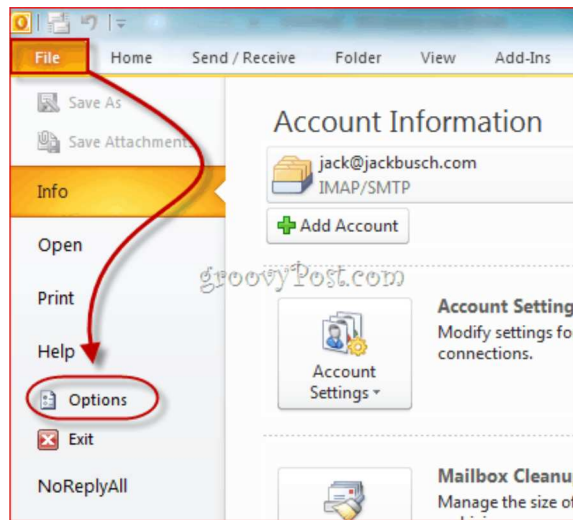 File Home Send / Receive Folder View Add-Ins
Save As
Save Attachments
Info
Open
Print
Help
Options
Exit
NoReplyAll
Account Information
jack@jackbusch.com
IMAP/SMTP
Add Account
groovyPost.com
Account
Settings
Account Setting
Modify settings fo
connections.
Mailbox Cleanu
Manage the size of